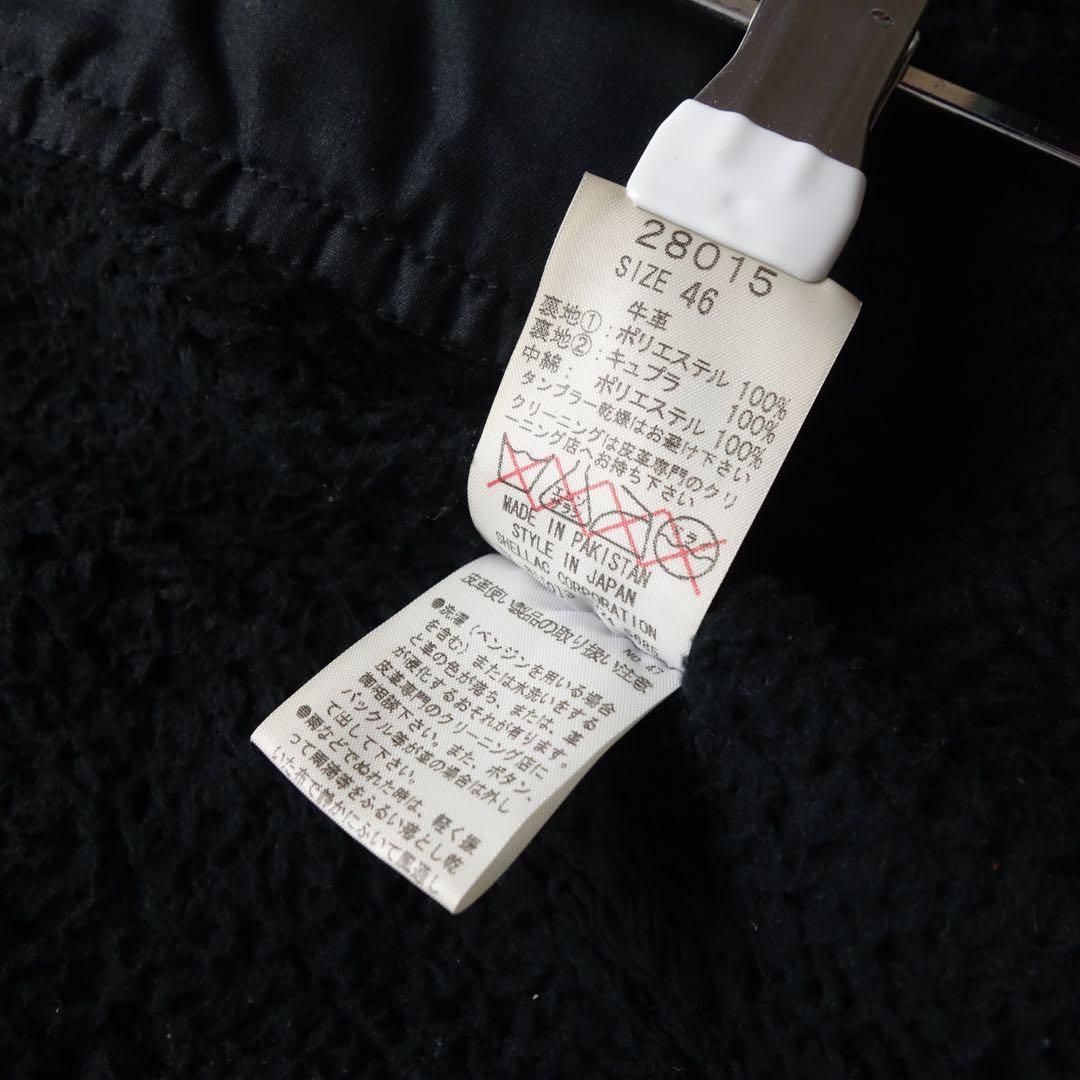 28015
SIZE 46
牛革
裏地①:ポリエステル 100%
裏地②:キュプラ 100%
中綿: ポリエステル 100%
タンブラー乾燥はお避け下さい
クリーニングは皮革専門のクリ
ーニング店へお持ち下さい
MADE IN PAKISTAN
STYLE IN JAPAN
SHELLAC CORPORATION
皮革使い製品の取り扱い注意
●洗濯(ベンジンを用いる場合
を含む)または水洗いをする
と革の色が落ち、または、革
が硬化するおそれが有ります。
皮革専門のクリーニング店に
御相談下さい。また、ボタン、
バックル等が革の場合は外し
て出して下さい。
●雨などでぬれた時は、軽く振
って雨滴等をふるい落とし乾
いた布で静かにふいて風通し